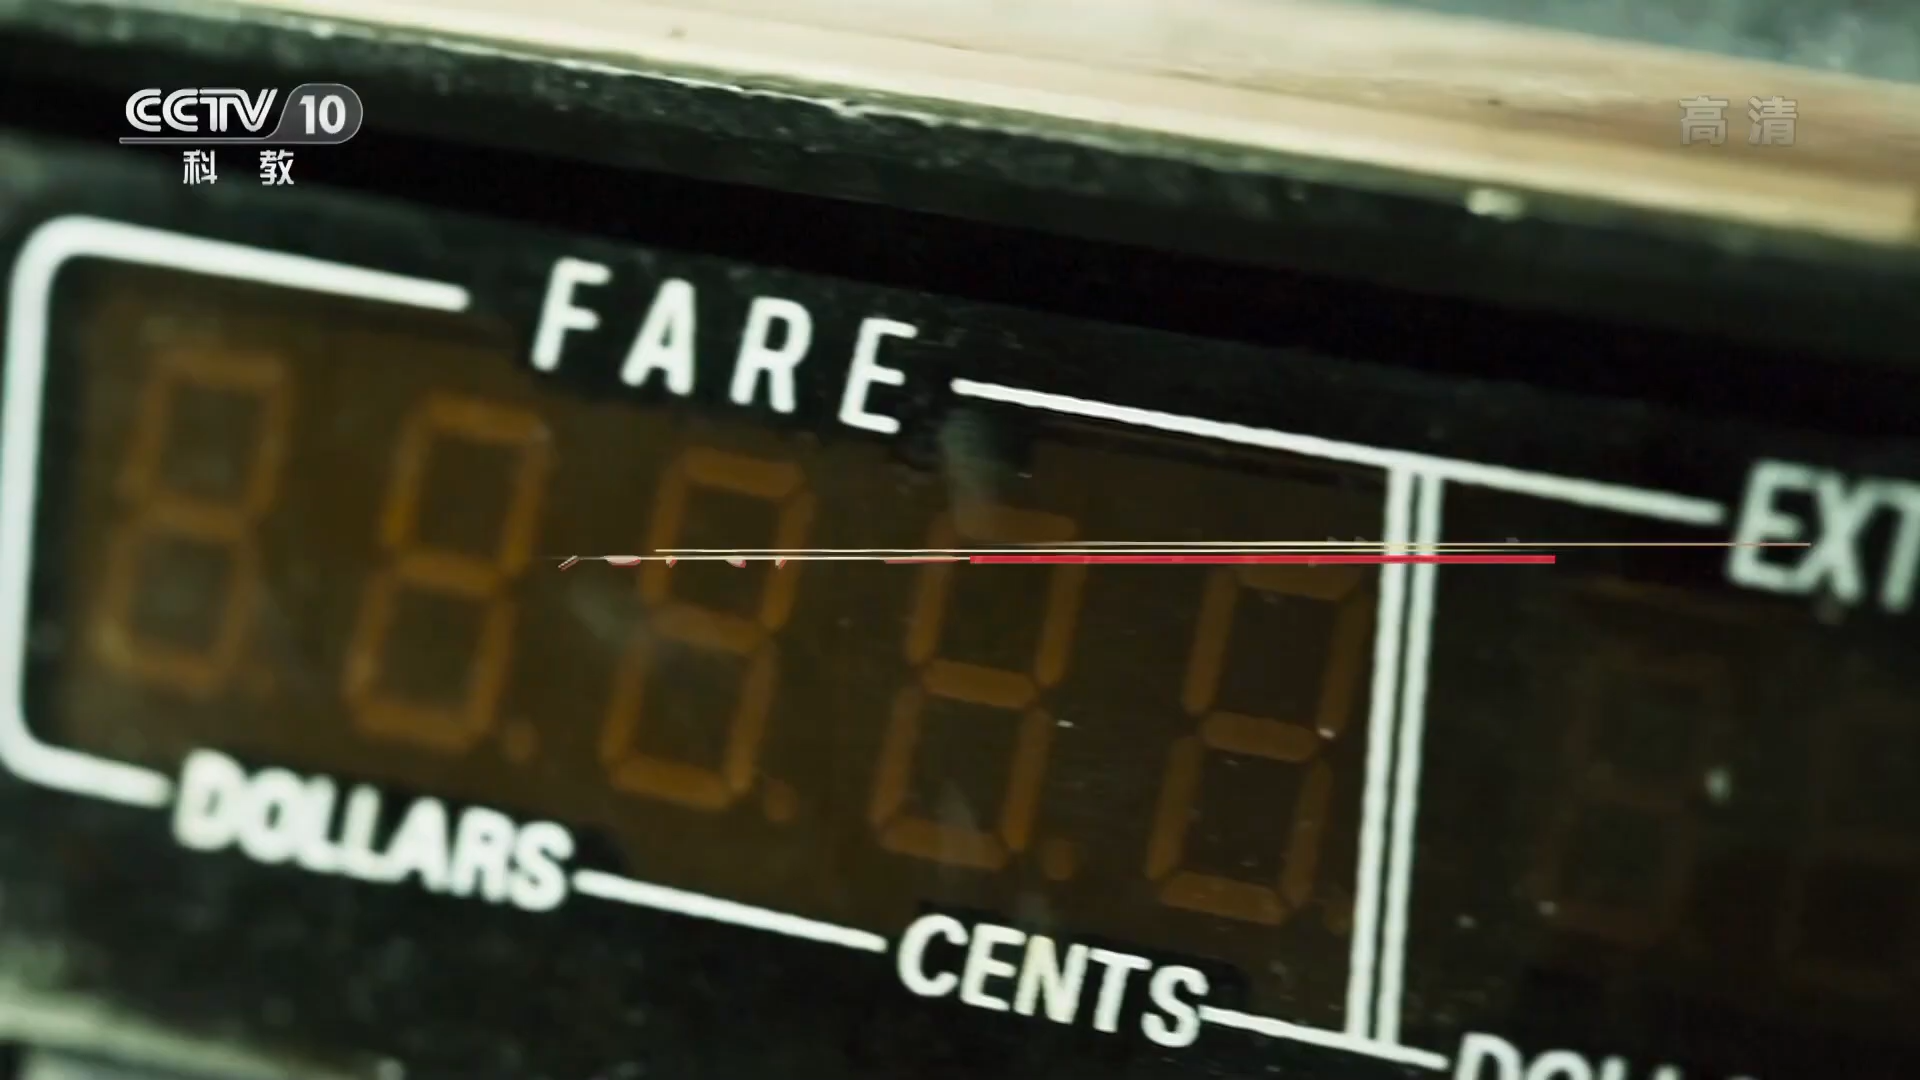 CCTV 10
科教
高清
FARE
EXT
DOLLARS
CENTS